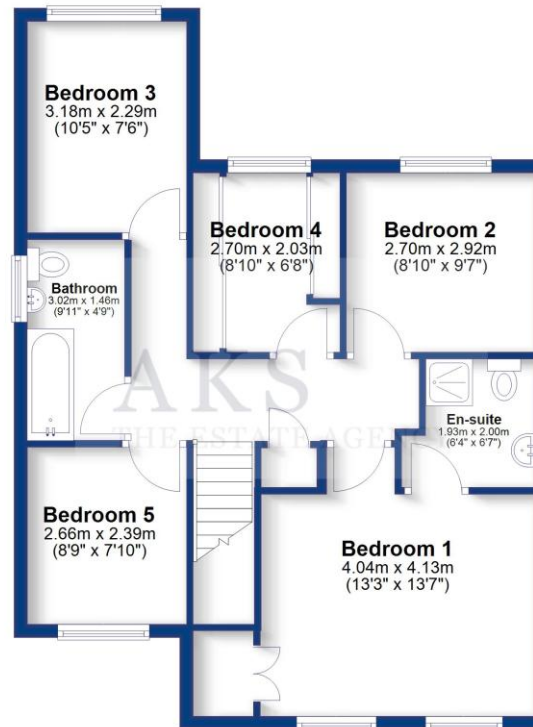 Bedroom 3
3.18m x 2.29m
(10'5" x 7'6")
Bedroom 4
2.70m x 2.03m
(8'10" x 6'8")
Bedroom 2
2.70m x 2.92m
(8'10" x 9'7")
Bathroom
3.02m x 1.46m
(9'11" x 4'9")
AKS
THE ESTATE AGENCY
En-suite
1.93m x 2.00m
(6'4" x 6'7")
Bedroom 5
2.66m x 2.39m
(8'9" x 7'10")
Bedroom 1
4.04m x 4.13m
(13'3" x 13'7")